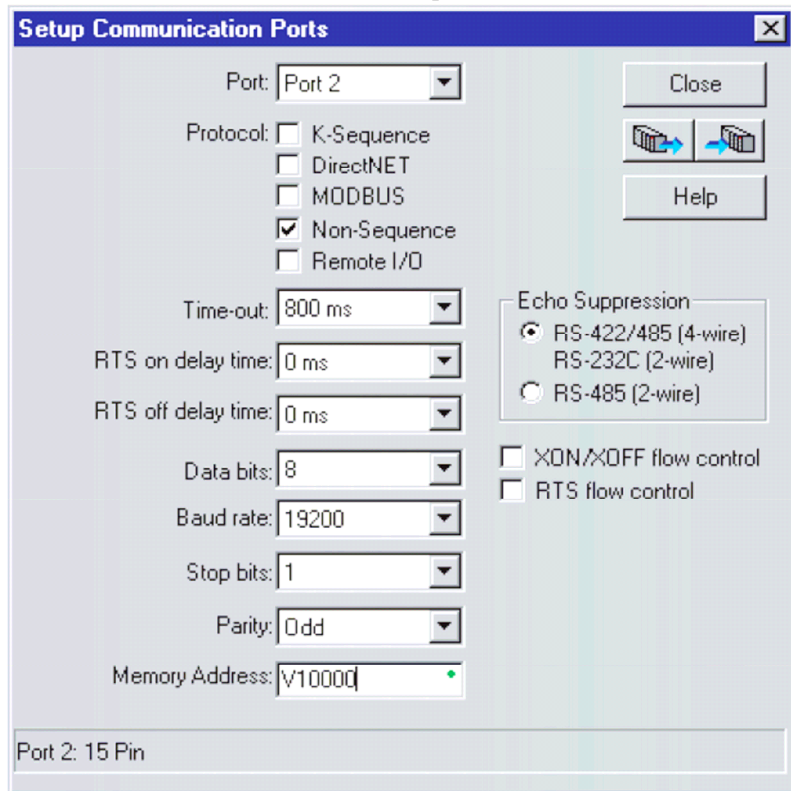 Setup Communication Ports
Port: Port 2
Close
Protocol: K-Sequence
DirectNET
MODBUS
Help
Non-Sequence
Remote I/O
Time-out: 800 ms
Echo Suppression
RS-422/485 (4-wire)
RS-232C (2-wire)
RTS on delay time: 0 ms
RS-485 (2-wire)
RTS off delay time: 0 ms
XON/XOFF flow control
Data bits: 8
RTS flow control
Baud rate: 19200
Stop bits: 1
Parity: Odd
Memory Address: V10000
Port 2: 15 Pin